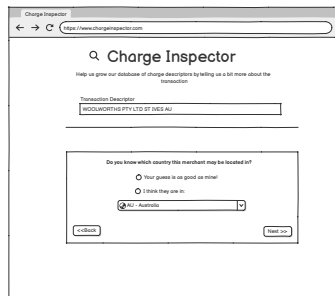 Charge Inspector
https://www.chargeinspector.com
Charge Inspector
Help us grow our database of charge descriptors by telling us a bit more about the
transaction
Transaction Descriptor
WOOLWORTHS PTY LTD ST IVES AU
Do you know which country this merchant may be located in?
Your guess is as good as mine!
I think they are in:
AU - Australia
<<Back
Next >>